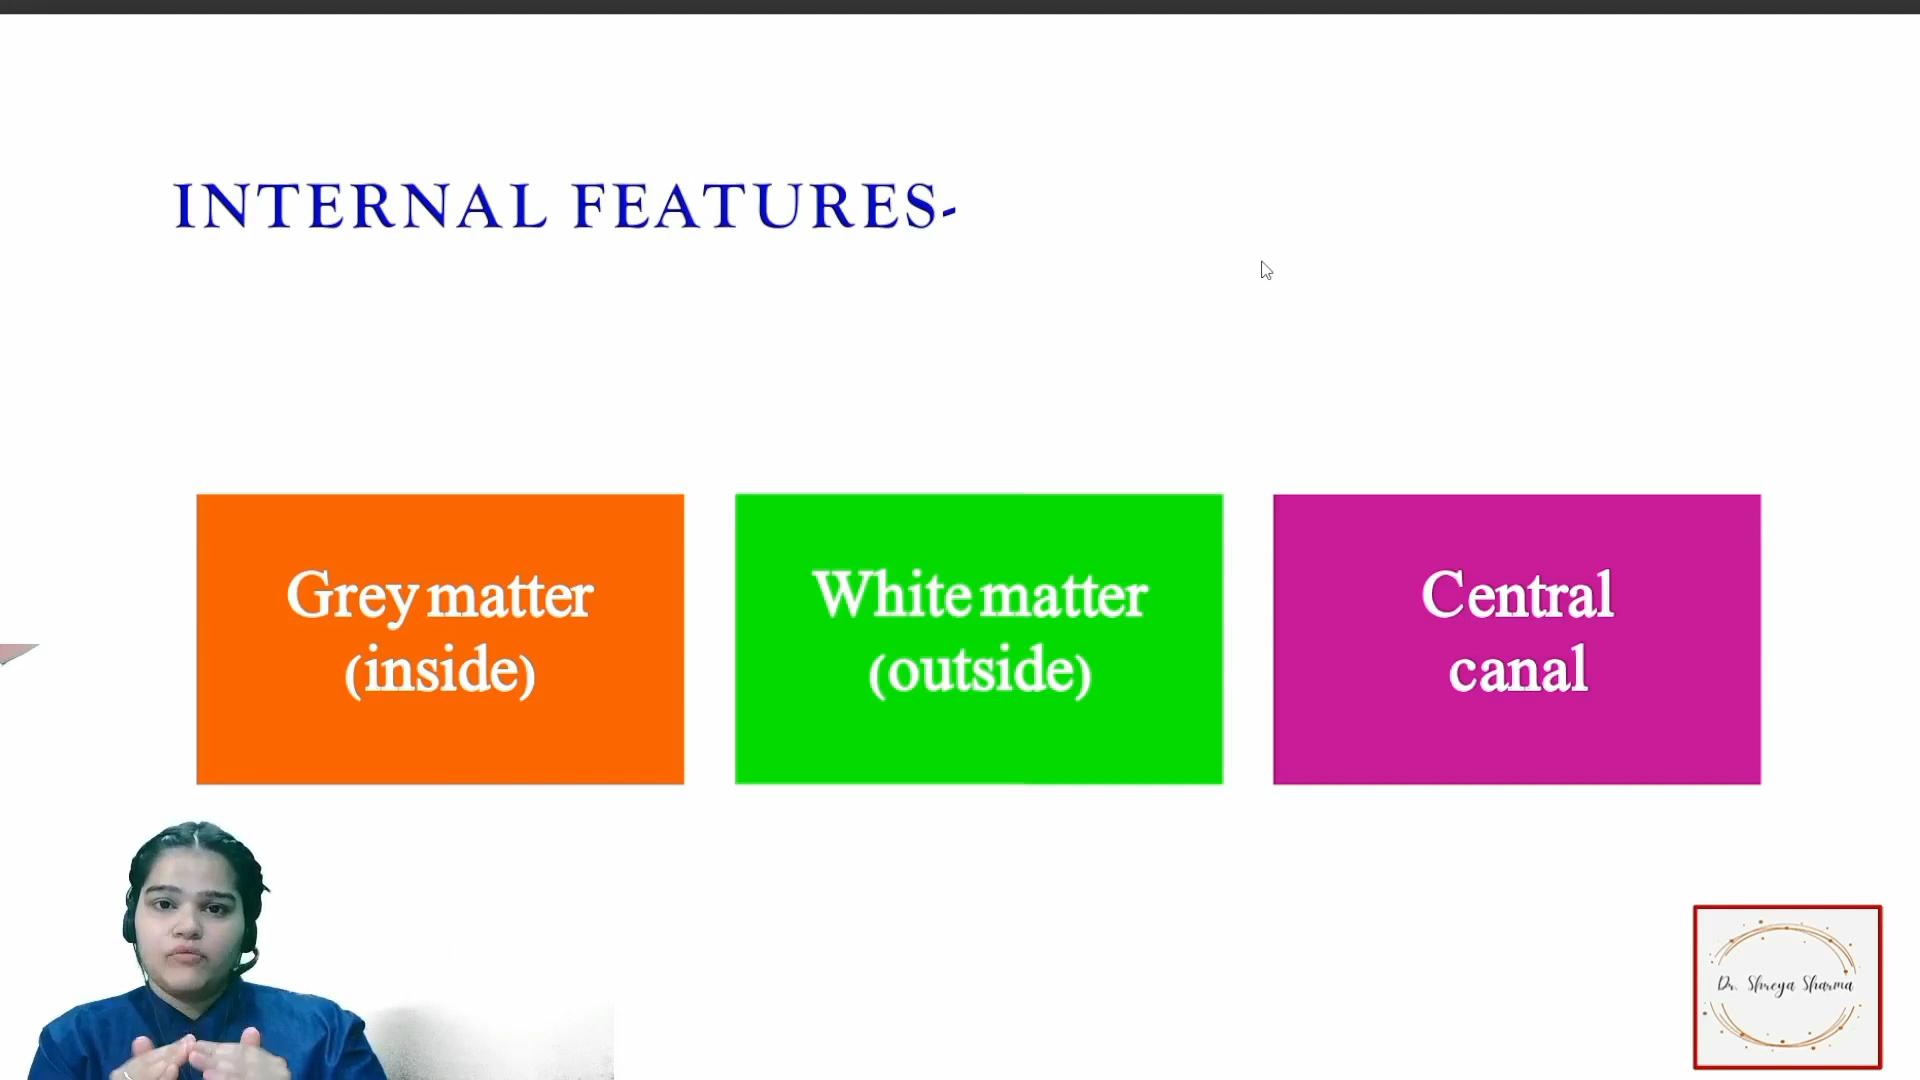 INTERNAL FEATURES-
Grey matter
(inside)
White matter
(outside)
Central
canal
Dr. Shreya Sharma